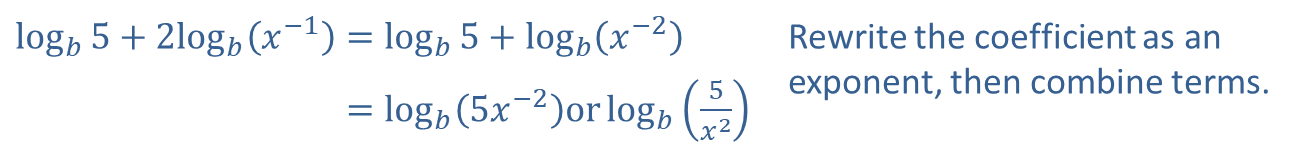 log_b 5 + 2log_b(x⁻¹) = log_b 5 + log_b(x⁻²)
= log_b(5x⁻²)or log_b(5/x²)
Rewrite the coefficient as an
exponent, then combine terms.